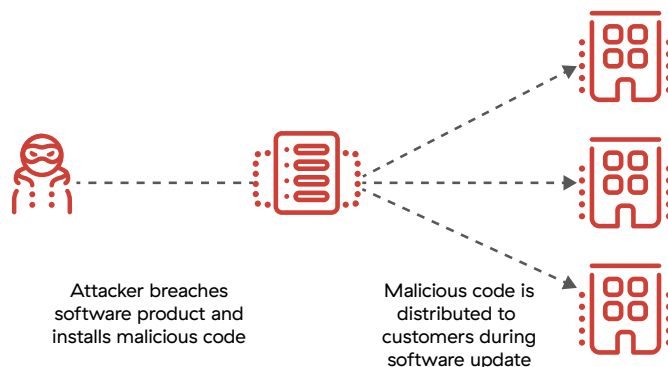 Attacker breaches
software product and
installs malicious code
Malicious code is
distributed to
customers during
software update